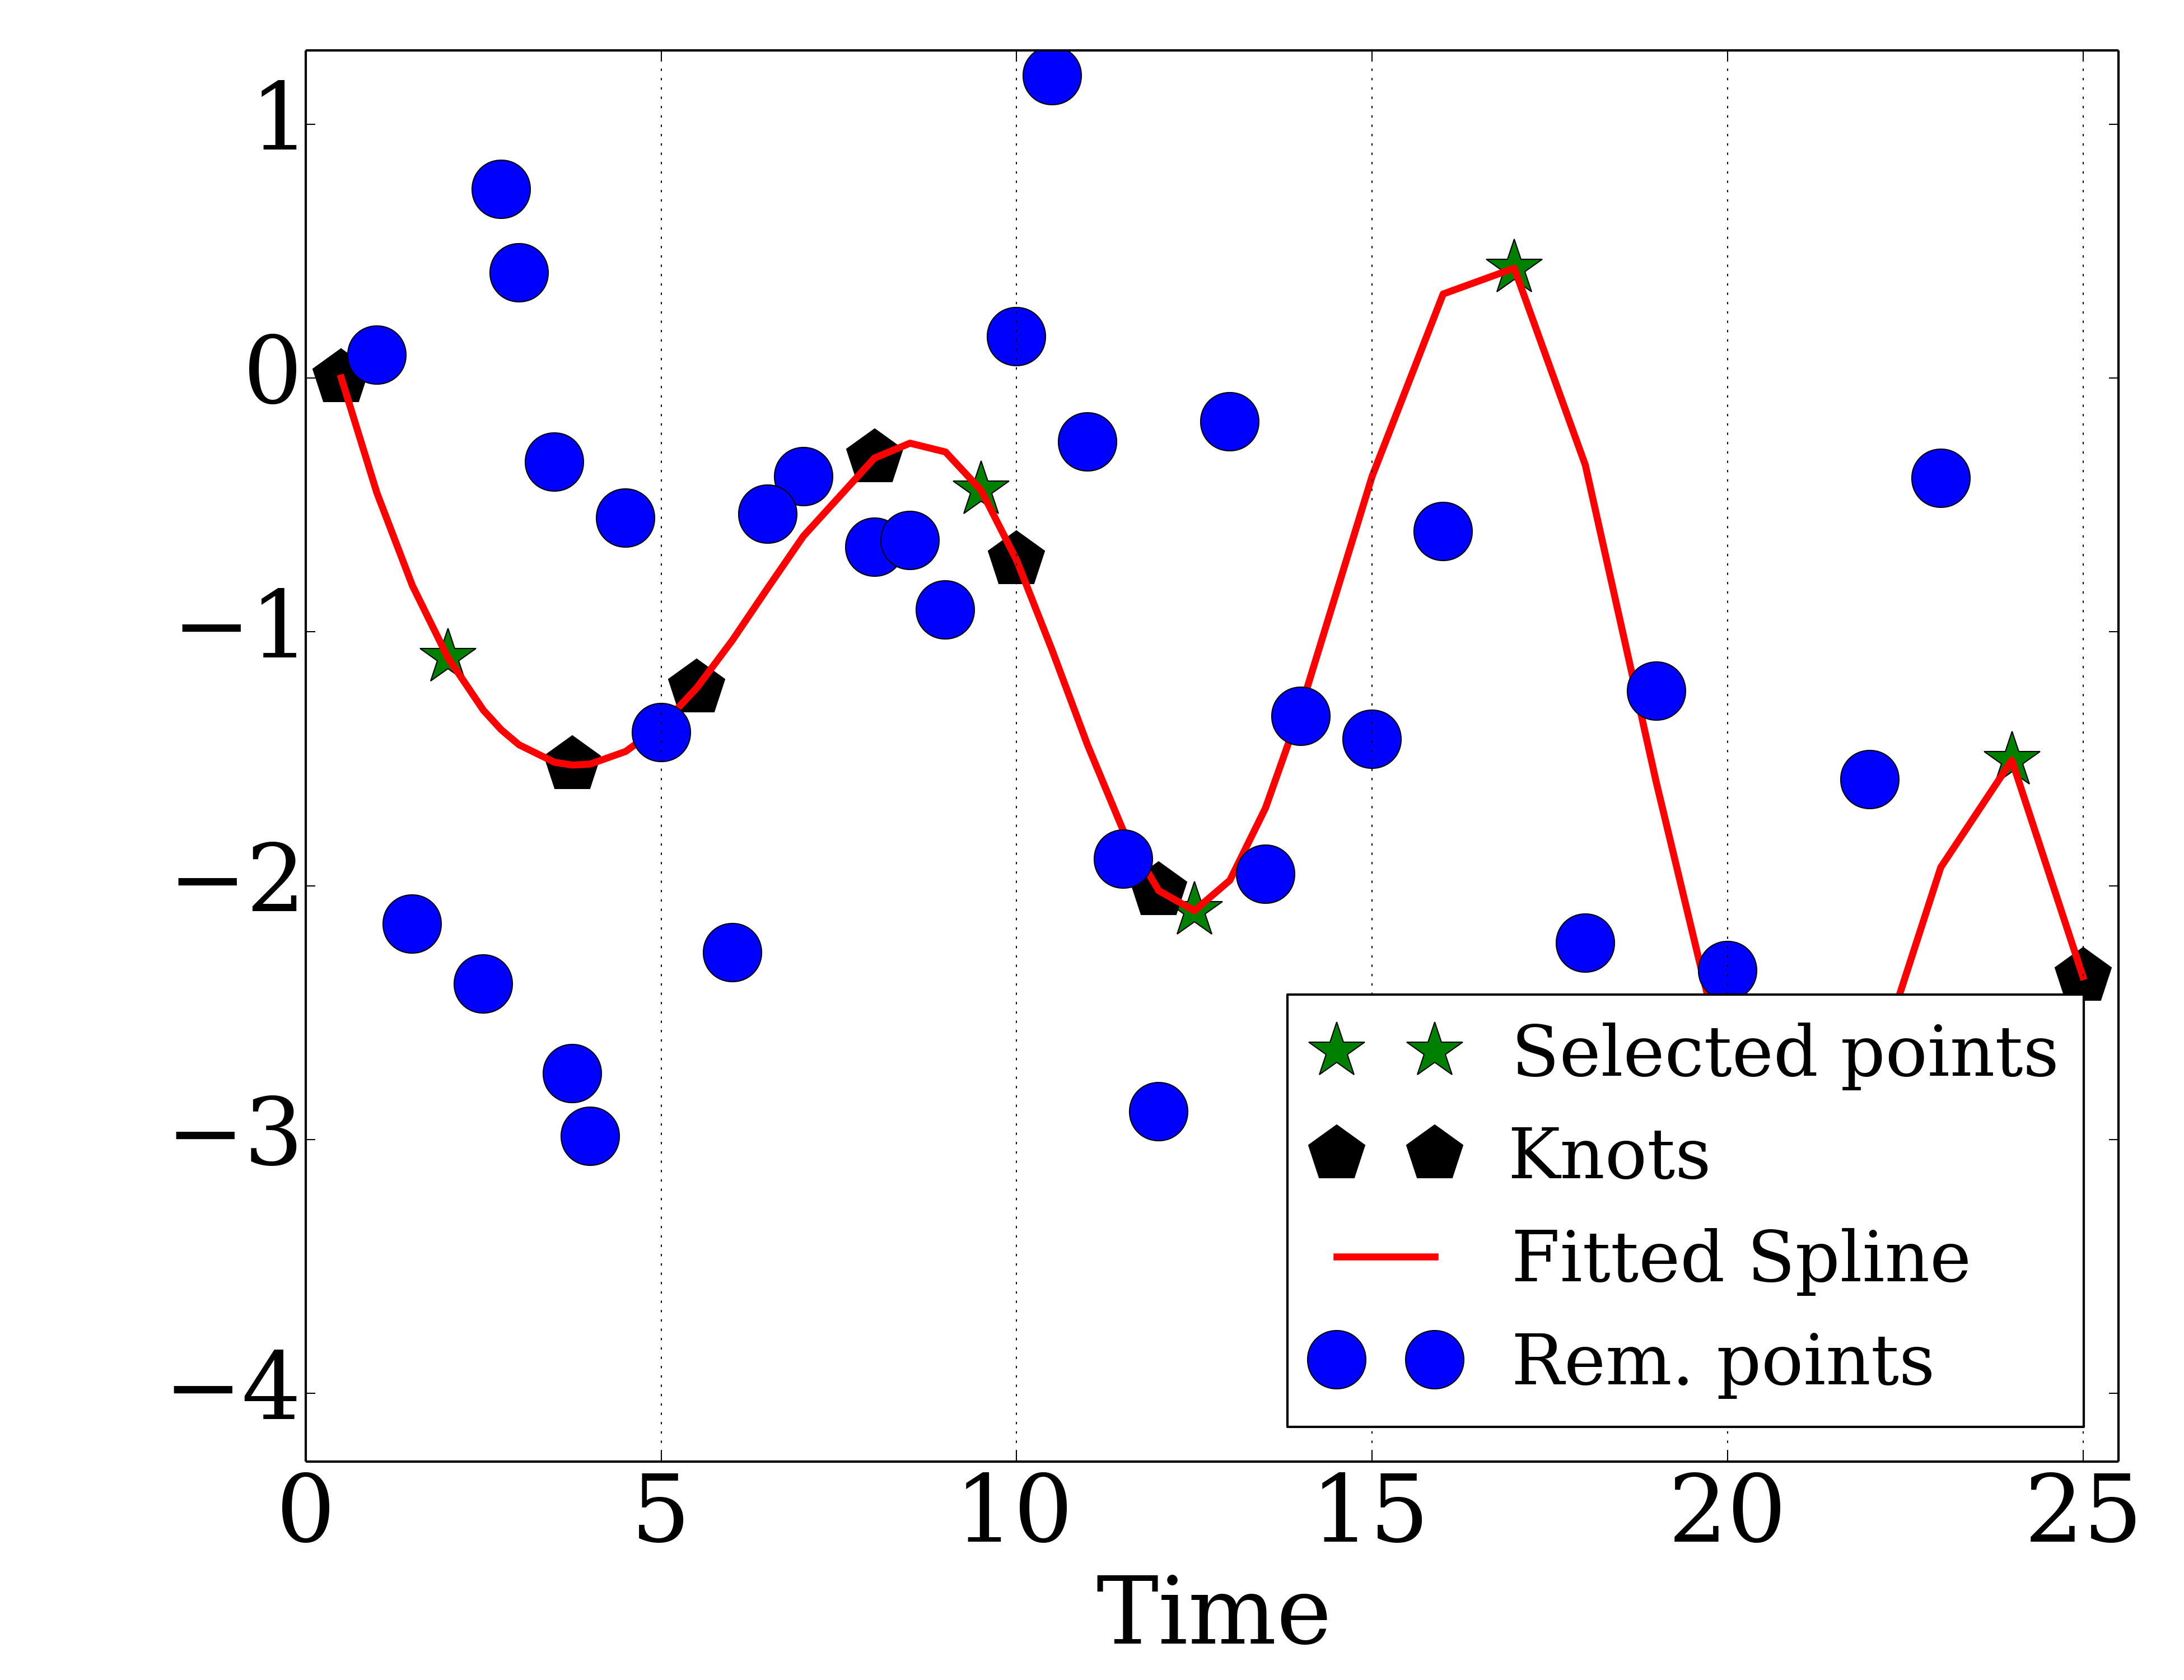 1
0
−1
−2
−3
−4
0 5 10 15 20 25
Time
Selected points
Knots
Fitted Spline
Rem. points